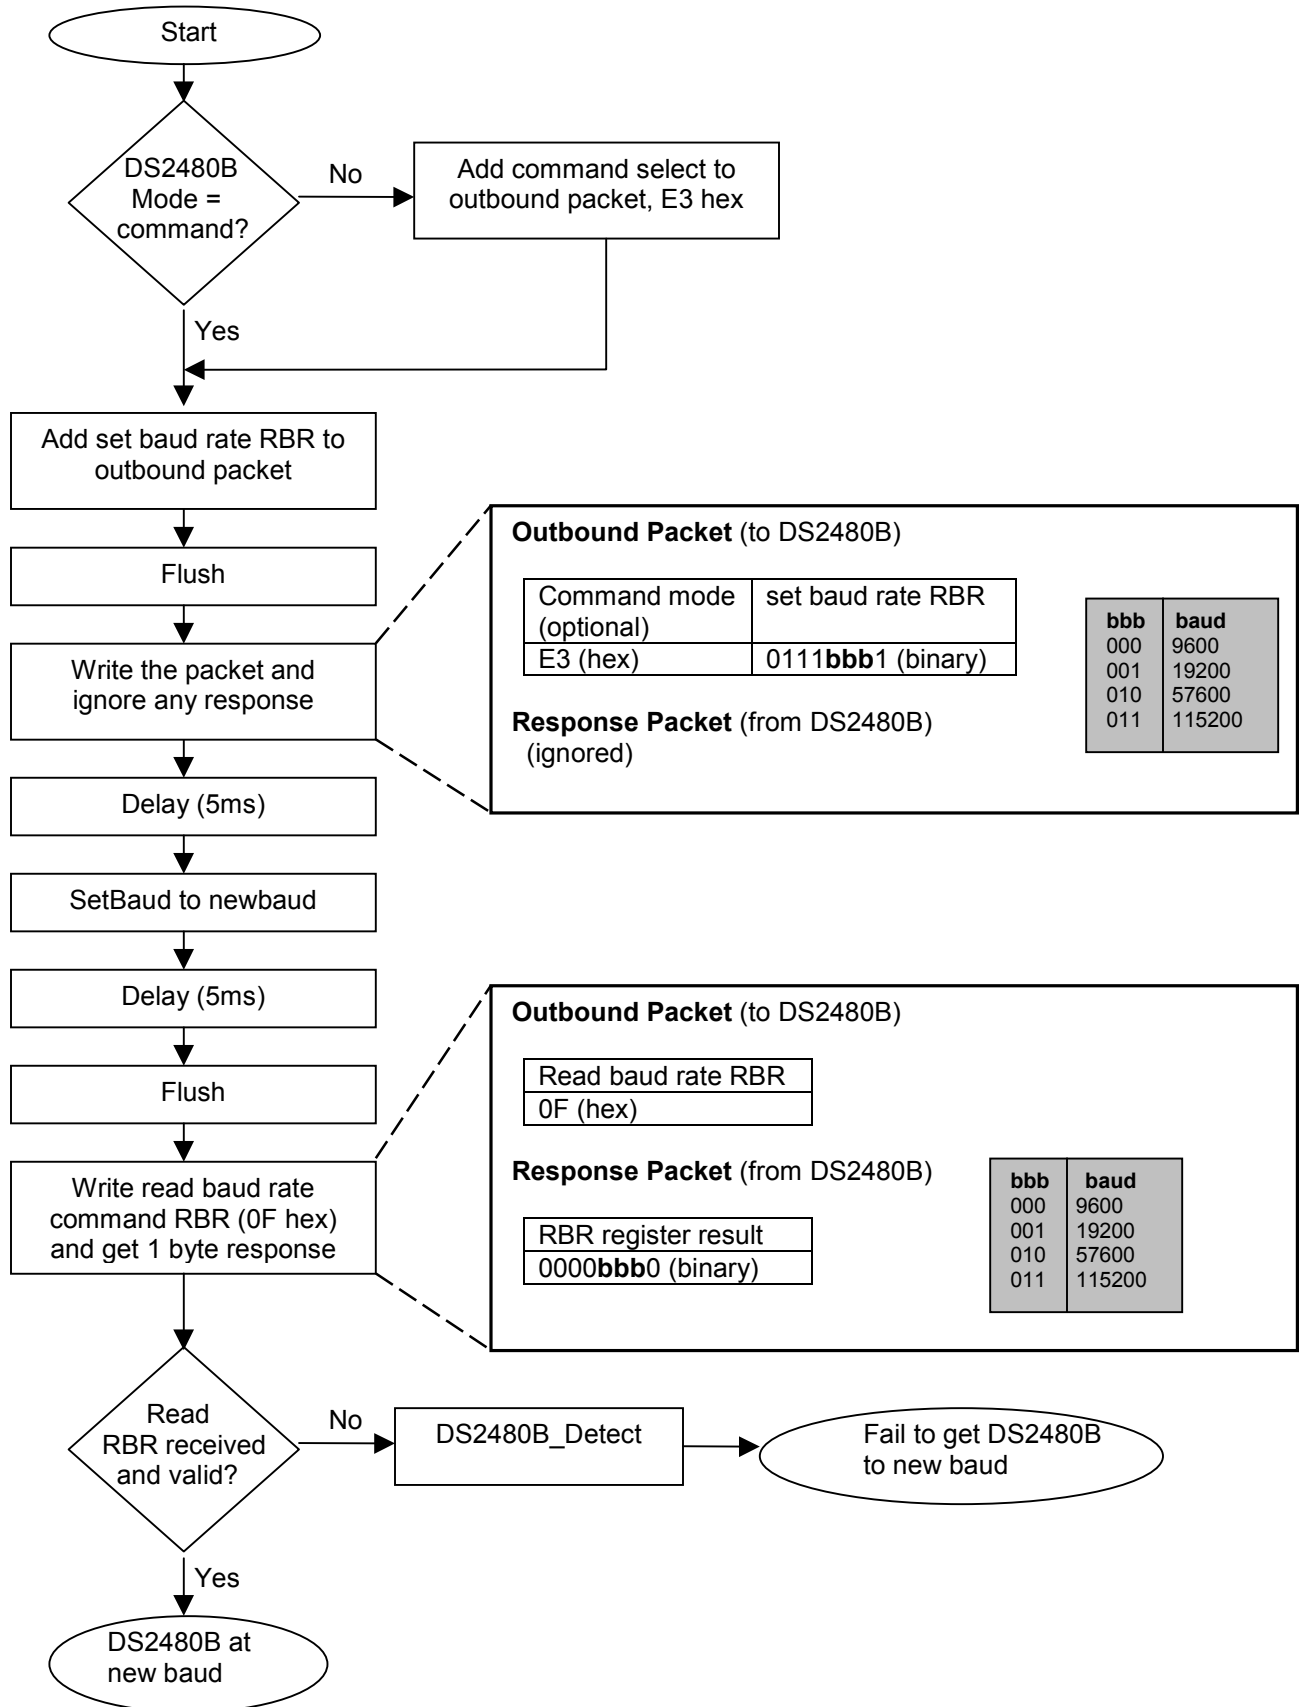 Start
DS2480B
Mode =
command?
No
Add command select to
outbound packet, E3 hex
Yes
Add set baud rate RBR to
outbound packet
Flush
Write the packet and
ignore any response
Outbound Packet (to DS2480B)
Command mode
(optional)
set baud rate RBR
E3 (hex)
0111bbb1 (binary)
Response Packet (from DS2480B)
(ignored)
bbb baud
000 9600
001 19200
010 57600
011 115200
Delay (5ms)
SetBaud to newbaud
Delay (5ms)
Flush
Write read baud rate
command RBR (0F hex)
and get 1 byte response
Outbound Packet (to DS2480B)
Read baud rate RBR
0F (hex)
Response Packet (from DS2480B)
RBR register result
0000bbb0 (binary)
bbb baud
000 9600
001 19200
010 57600
011 115200
Read
RBR received
and valid?
No
DS2480B_Detect
Fail to get DS2480B
to new baud
Yes
DS2480B at
new baud